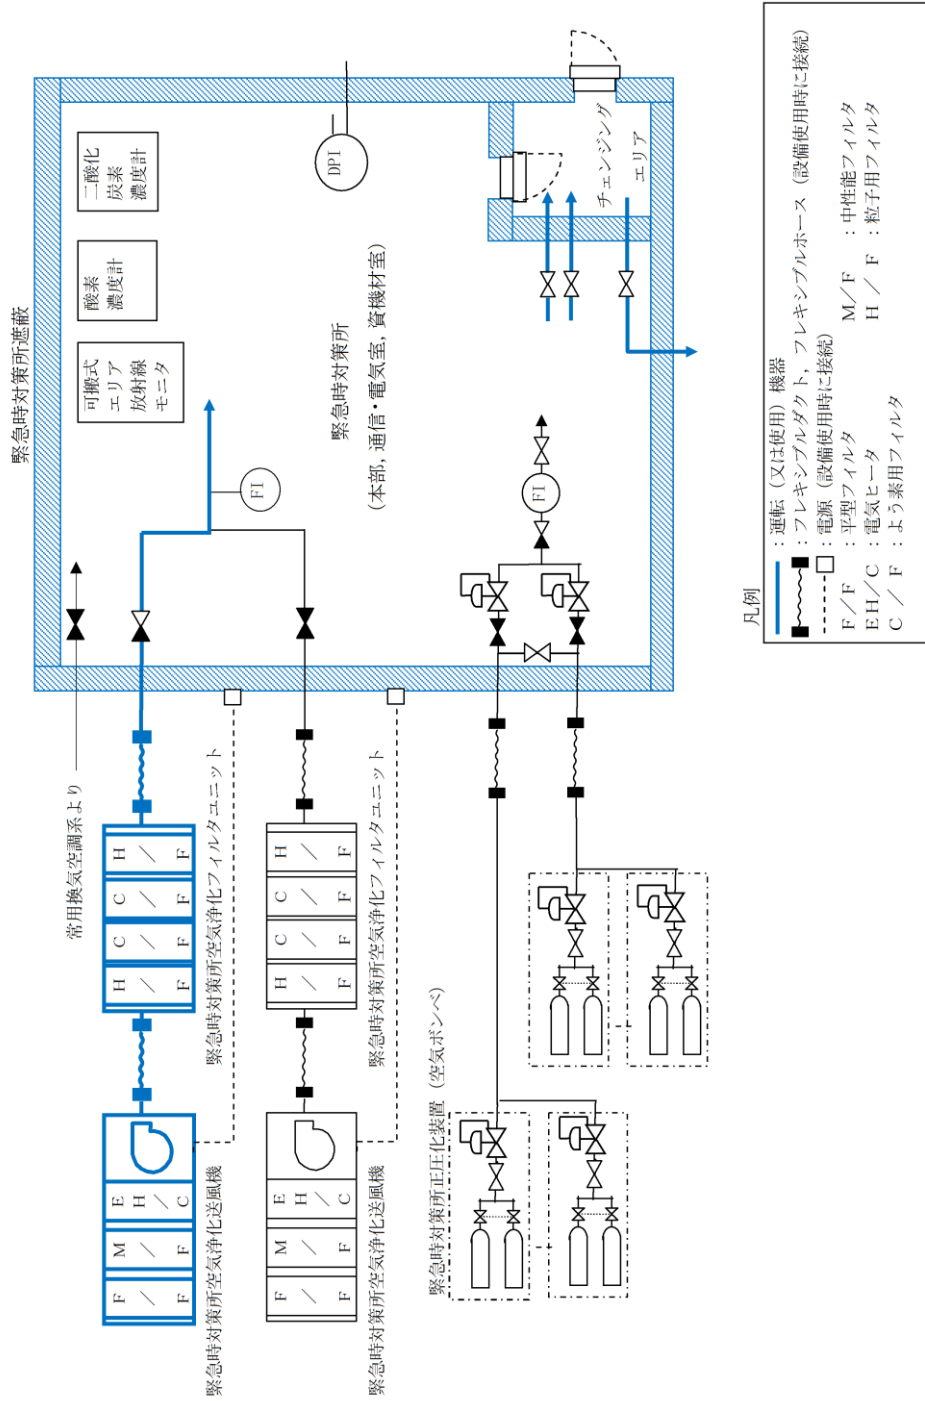 緊急時対策所遮蔽
二酸化
炭素
濃度計
酸素
濃度計
可搬式
エリア
放射線
モニタ
DPI
緊急時対策所
(本部, 通信・電気室, 資機材室)
チェンジング
エリア
FI
FI
常用換気空調系より
F/F
M/F
EH/C
H/F
C/F
C/F
H/F
緊急時対策所空気浄化送風機
緊急時対策所空気浄化フィルタユニット
F/F
M/F
EH/C
H/F
C/F
C/F
H/F
緊急時対策所空気浄化送風機
緊急時対策所空気浄化フィルタユニット
緊急時対策所正圧化装置 (空気ボンベ)
凡例
:運転 (又は使用) 機器
:フレキシブルダクト, フレキシブルホース (設備使用時に接続)
:電源 (設備使用時に接続)
F/F :平型フィルタ M/F :中性能フィルタ
EH/C :電気ヒータ H/F :粒子用フィルタ
C/F :よう素用フィルタ